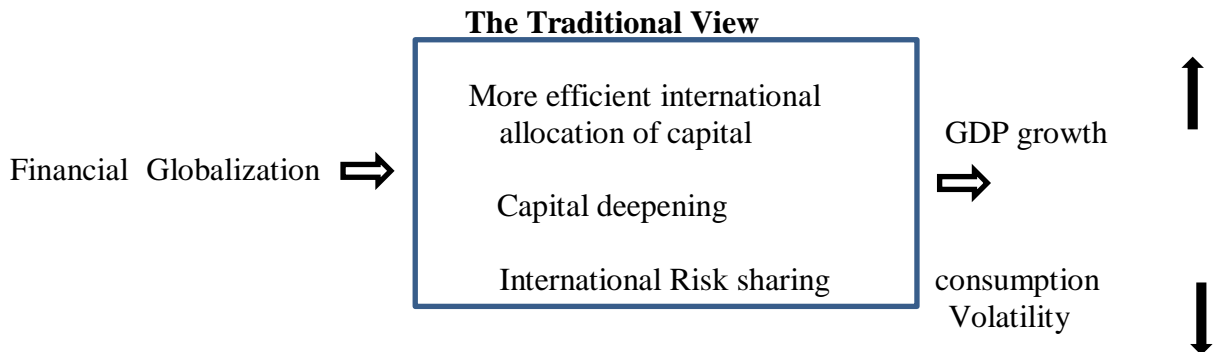 The Traditional View
More efficient international
allocation of capital
GDP growth
Financial Globalization
Capital deepening
International Risk sharing
consumption
Volatility